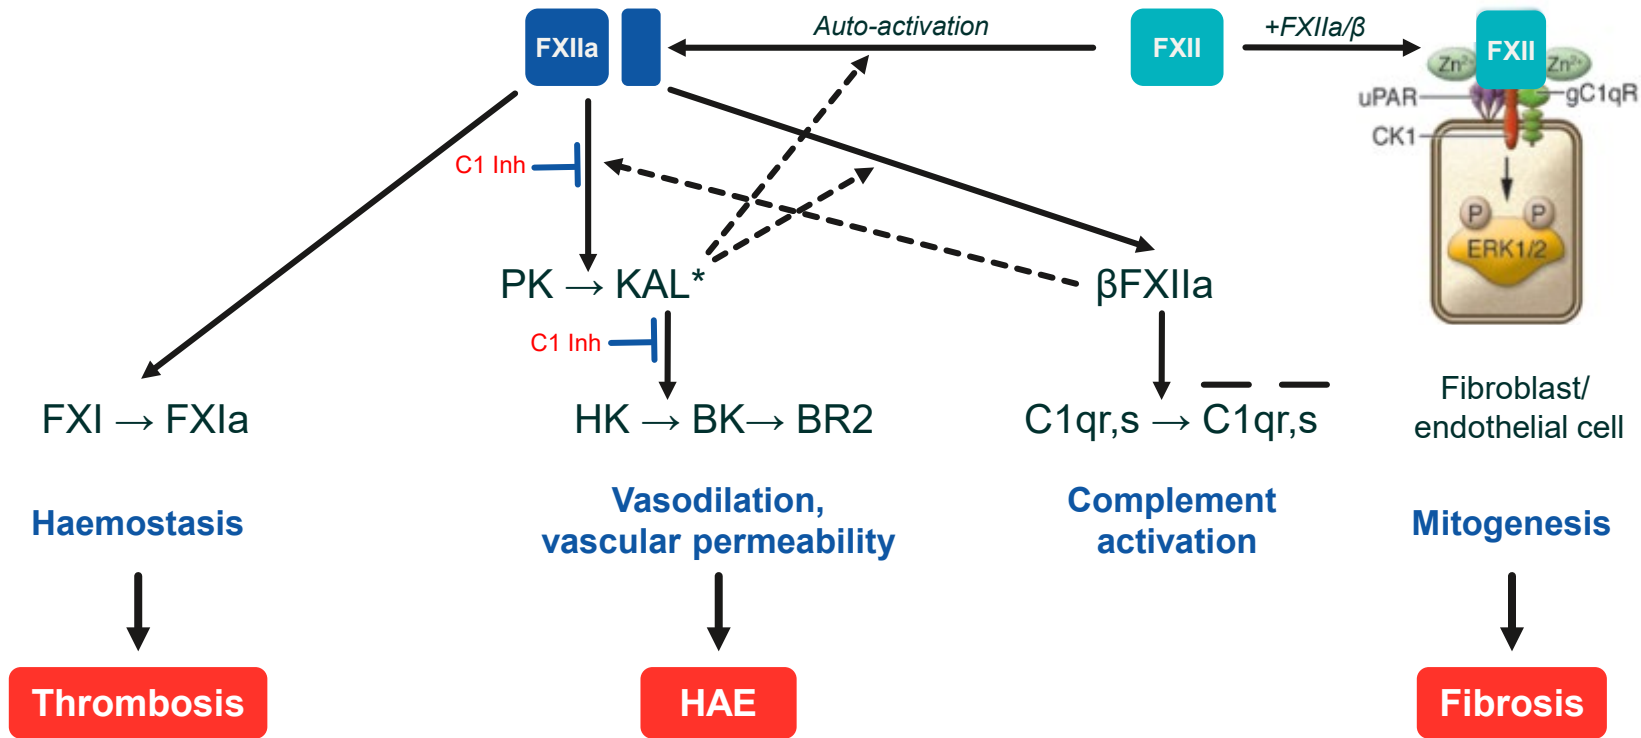 FXIIa
Auto-activation
FXII
+FXIIa/β
FXII
Zn²⁺
Zn²⁺
uPAR
gC1qR
CK1
C1 Inh
P
P
ERK1/2
PK → KAL*
βFXIIa
C1 Inh
FXI → FXIa
HK → BK→ BR2
C1qr,s → C1qr,s
Fibroblast/
endothelial cell
Haemostasis
Vasodilation,
vascular permeability
Complement
activation
Mitogenesis
Thrombosis
HAE
Fibrosis